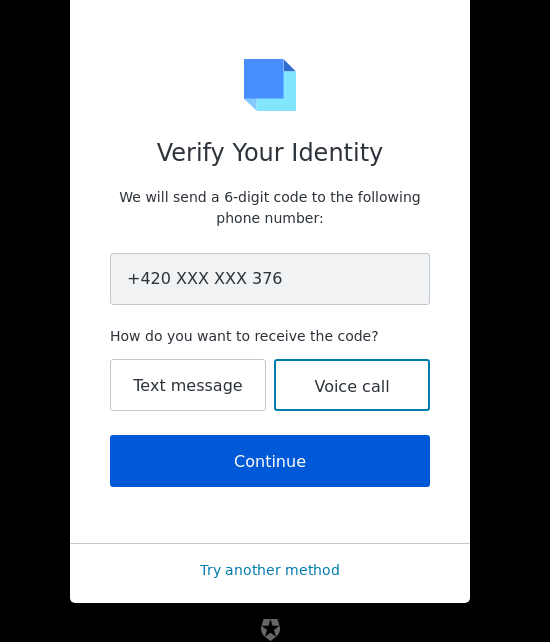 Verify Your Identity
We will send a 6-digit code to the following
phone number:
+420 XXX XXX 376
How do you want to receive the code?
Text message
Voice call
Continue
Try another method